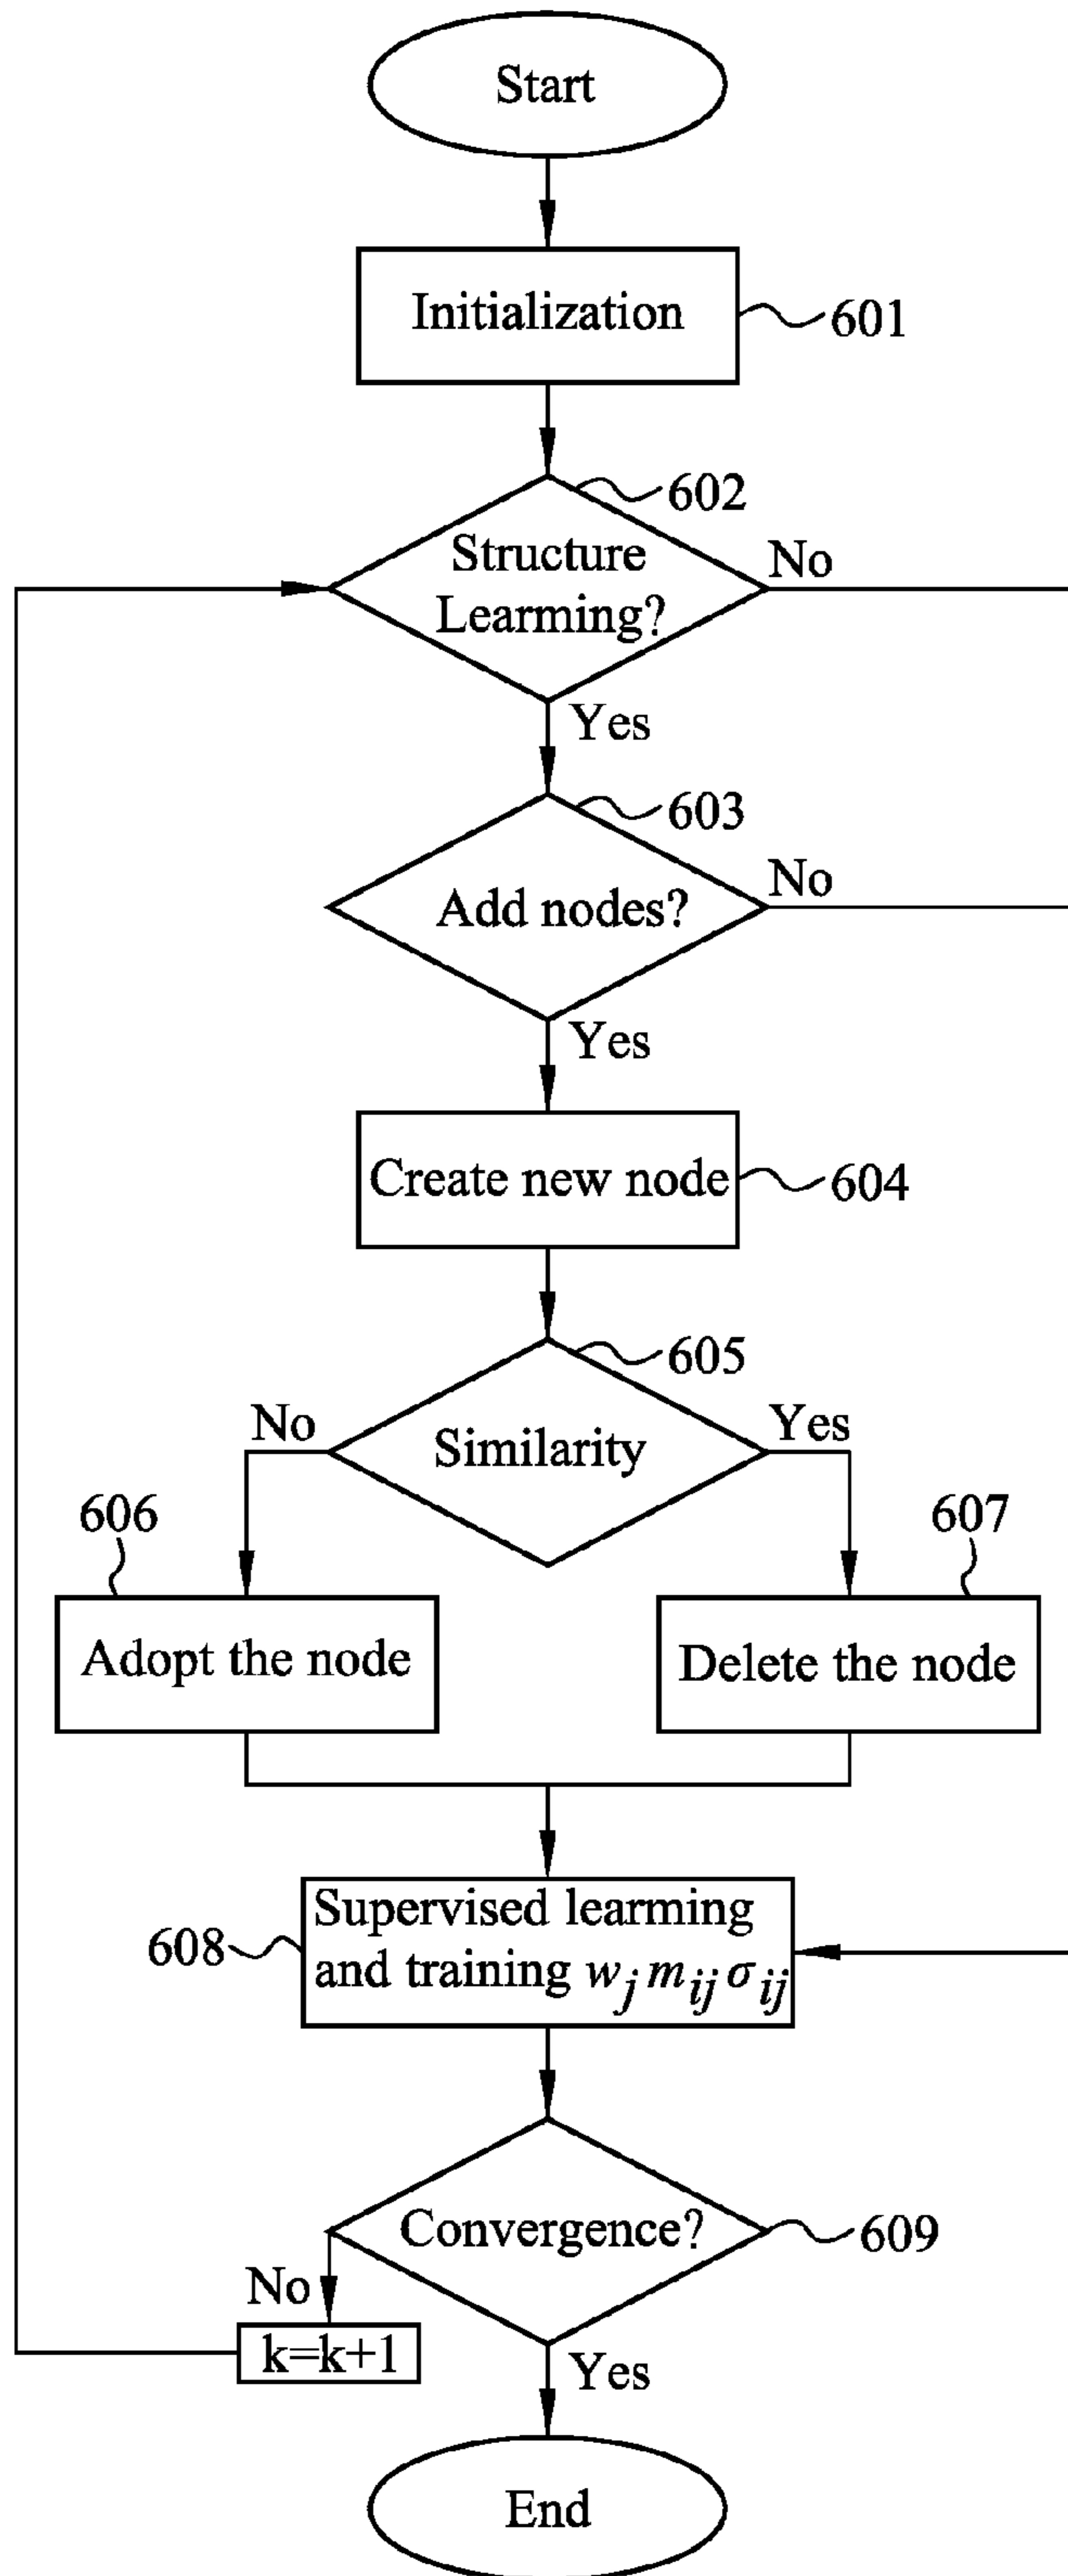 Start
Initialization
601
602
Structure
Learming?
No
Yes
603
Add nodes?
No
Yes
Create new node
604
605
No
Similarity
Yes
606
607
Adopt the node
Delete the node
608
Supervised learming
and training w_j m_ij σ_ij
Convergence?
609
No
k=k+1
Yes
End